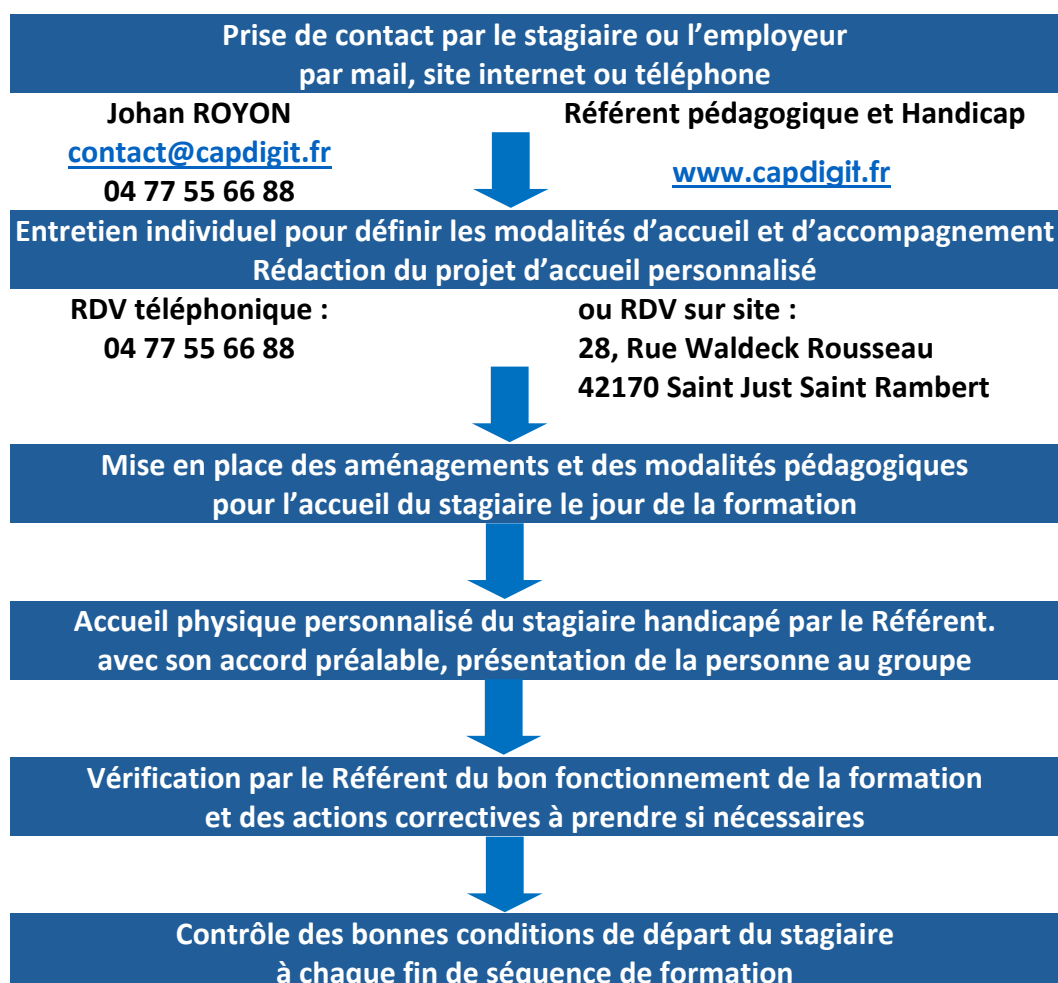 Prise de contact par le stagiaire ou l’employeur
par mail, site internet ou téléphone
Johan ROYON
contact@capdigit.fr
04 77 55 66 88
Référent pédagogique et Handicap
www.capdigit.fr
Entretien individuel pour définir les modalités d’accueil et d’accompagnement
Rédaction du projet d’accueil personnalisé
RDV téléphonique :
04 77 55 66 88
ou RDV sur site :
28, Rue Waldeck Rousseau
42170 Saint Just Saint Rambert
Mise en place des aménagements et des modalités pédagogiques
pour l’accueil du stagiaire le jour de la formation
Accueil physique personnalisé du stagiaire handicapé par le Référent.
avec son accord préalable, présentation de la personne au groupe
Vérification par le Référent du bon fonctionnement de la formation
et des actions correctives à prendre si nécessaires
Contrôle des bonnes conditions de départ du stagiaire
à chaque fin de séquence de formation